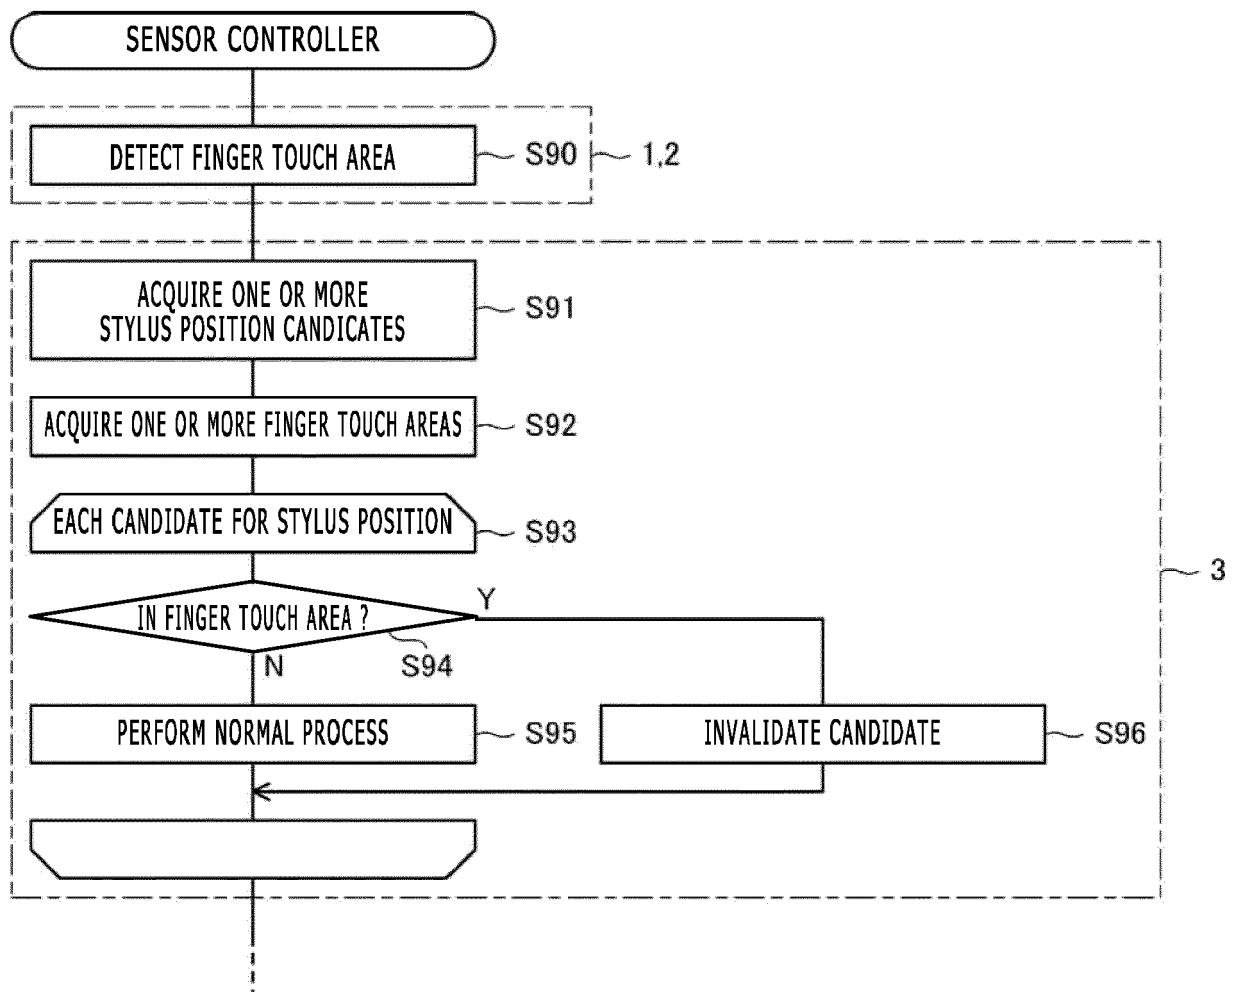 SENSOR CONTROLLER
DETECT FINGER TOUCH AREA
S90
1,2
ACQUIRE ONE OR MORE
STYLUS POSITION CANDICATES
S91
ACQUIRE ONE OR MORE FINGER TOUCH AREAS
S92
EACH CANDIDATE FOR STYLUS POSITION
S93
3
IN FINGER TOUCH AREA ?
Y
S94
N
PERFORM NORMAL PROCESS
S95
INVALIDATE CANDIDATE
S96